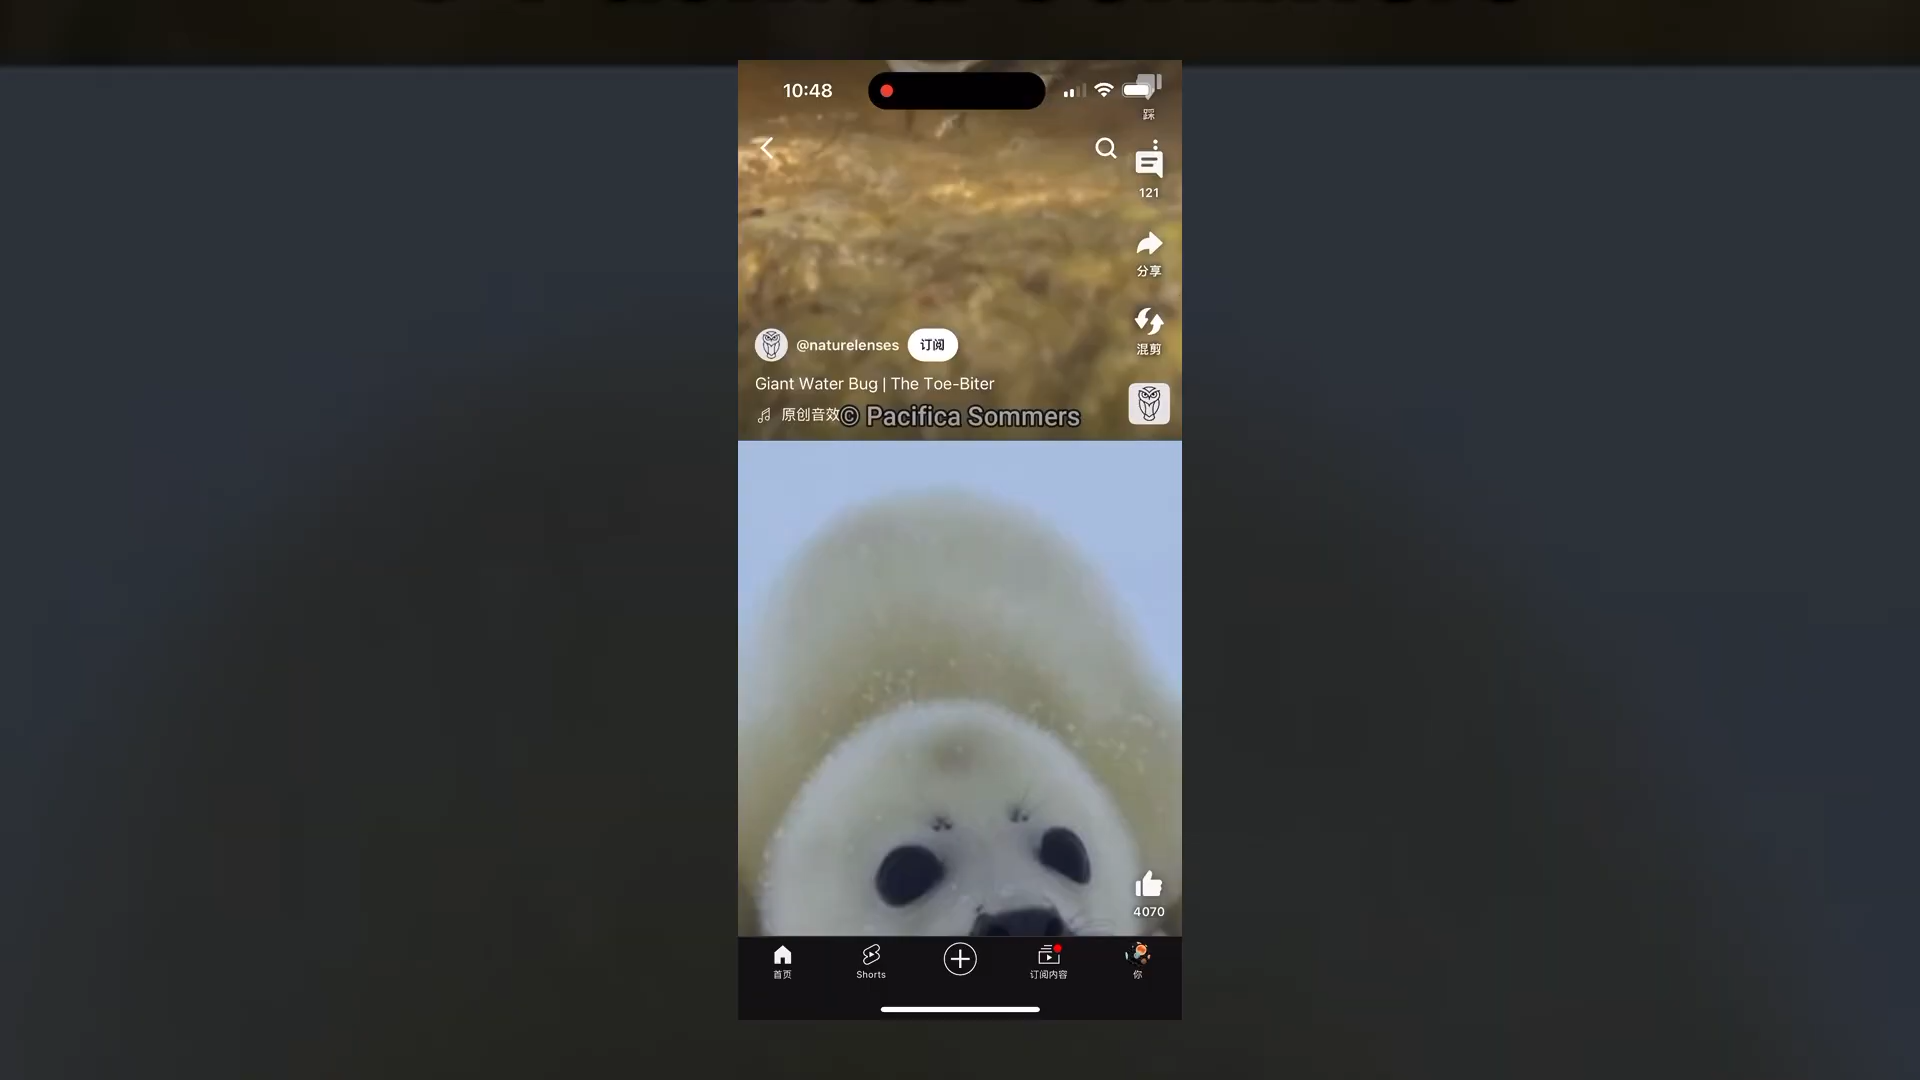 10:48
踩
121
分享
混剪
@naturelenses 订阅
Giant Water Bug | The Toe-Biter
原创音效
© Pacifica Sommers
4070
首页 Shorts 订阅内容 你